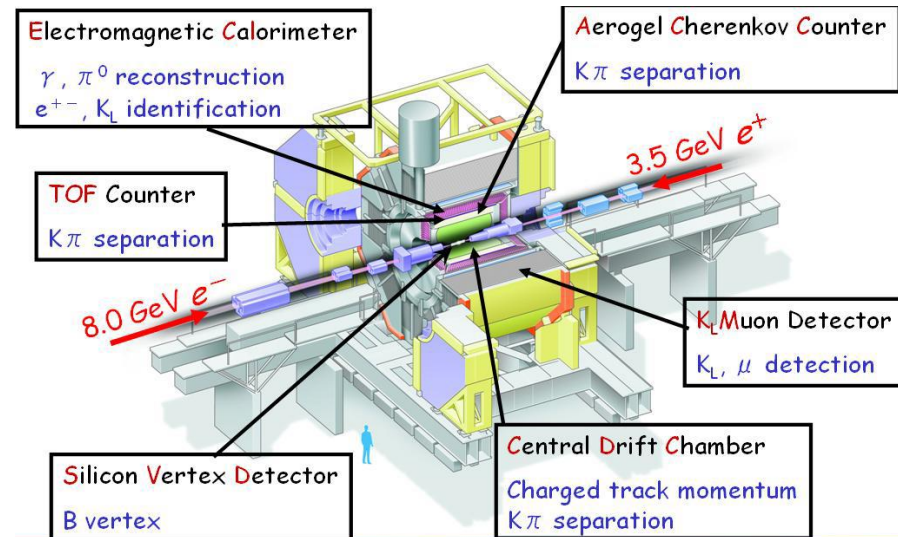 Electromagnetic Calorimeter
γ, π⁰ reconstruction
e⁺⁻, K_L identification
Aerogel Cherenkov Counter
Kπ separation
3.5 GeV e⁺
TOF Counter
Kπ separation
8.0 GeV e⁻
K_LMuon Detector
K_L, μ detection
Silicon Vertex Detector
B vertex
Central Drift Chamber
Charged track momentum
Kπ separation